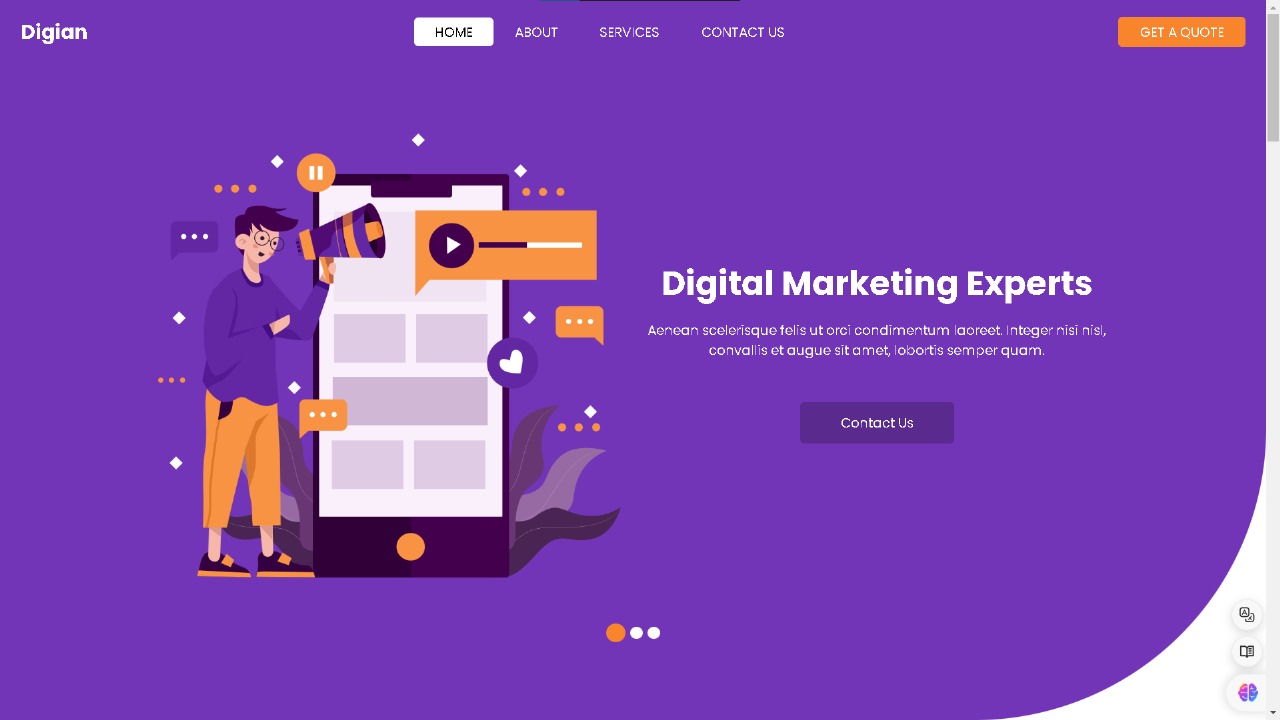 Digian
HOME
ABOUT
SERVICES
CONTACT US
GET A QUOTE
Digital Marketing Experts
Aenean scelerisque felis ut orci condimentum laoreet. Integer nisi nisl,
convallis et augue sit amet, lobortis semper quam.
Contact Us